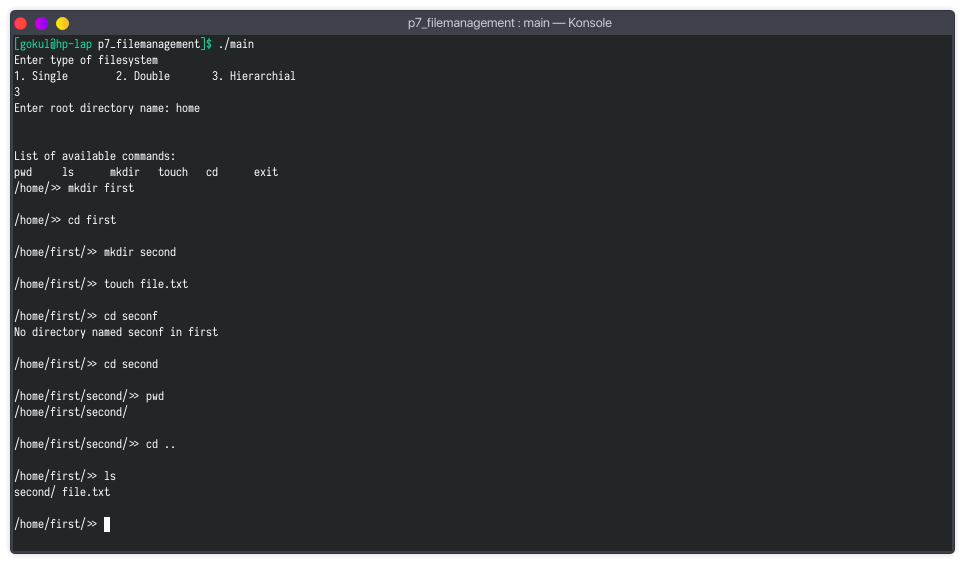 p7_filemanagement : main — Konsole
[gokul@hp-lap p7_filemanagement]$ ./main
Enter type of filesystem
1. Single 2. Double 3. Hierarchial
3
Enter root directory name: home
List of available commands:
pwd ls mkdir touch cd exit
/home/>> mkdir first
/home/>> cd first
/home/first/>> mkdir second
/home/first/>> touch file.txt
/home/first/>> cd seconf
No directory named seconf in first
/home/first/>> cd second
/home/first/second/>> pwd
/home/first/second/
/home/first/second/>> cd ..
/home/first/>> ls
second/ file.txt
/home/first/>>